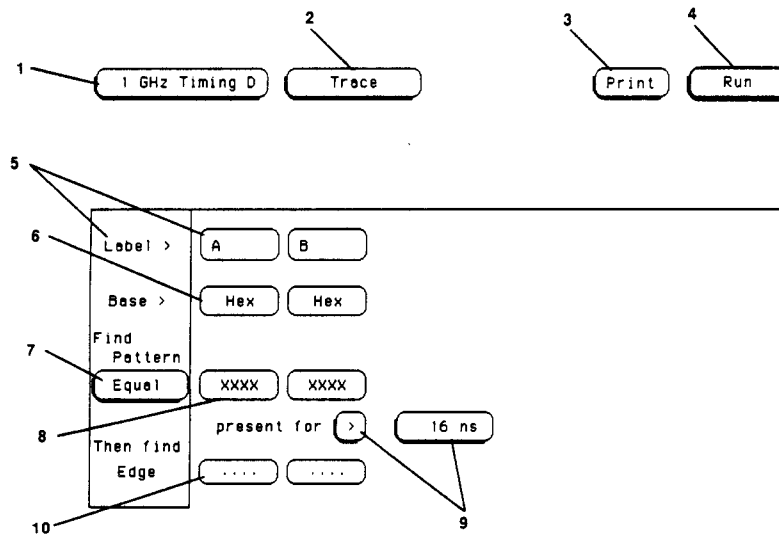 2
3
4
1
1 GHz Timing D Trace Print Run
5
6
Label > A B
Base > Hex Hex
Find
Pattern
7
Equal XXXX XXXX
8
present for > 16 ns
Then find
Edge .... ....
10
9